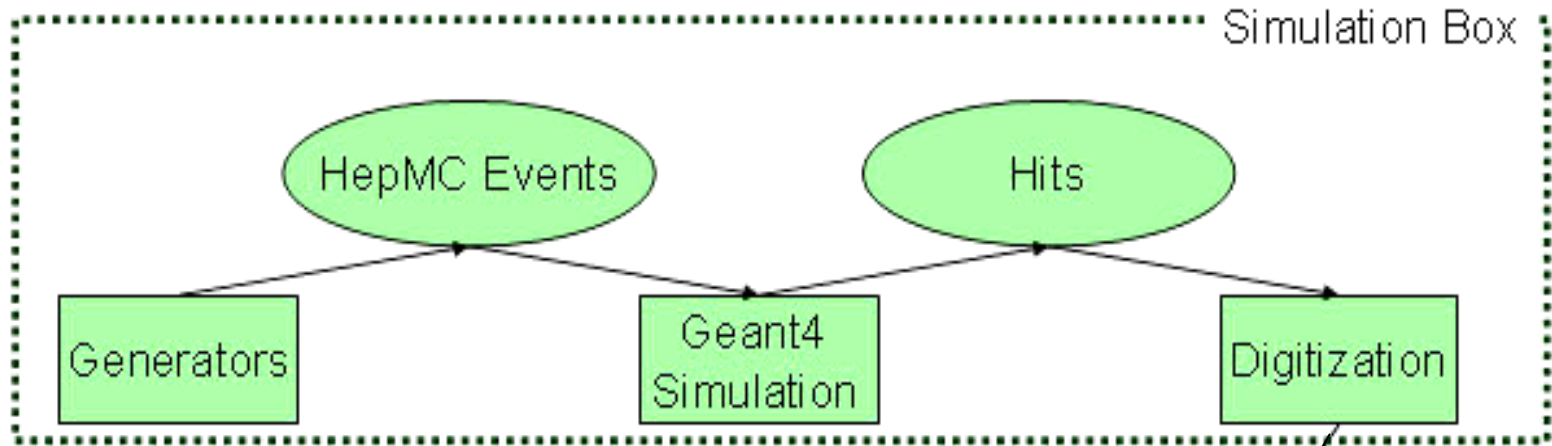 Simulation Box
HepMC Events
Hits
Generators
Geant4
Simulation
Digitization